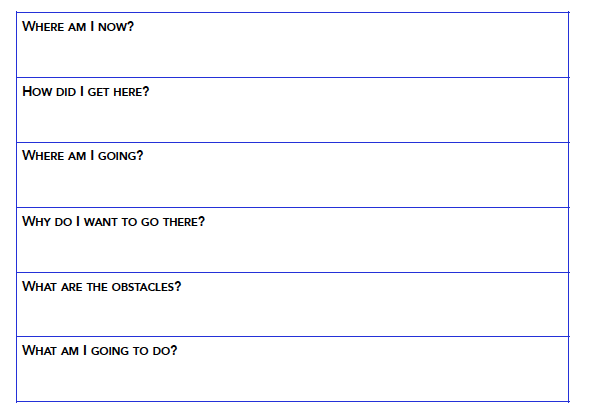 Where am I now?
How did I get here?
Where am I going?
Why do I want to go there?
What are the obstacles?
What am I going to do?